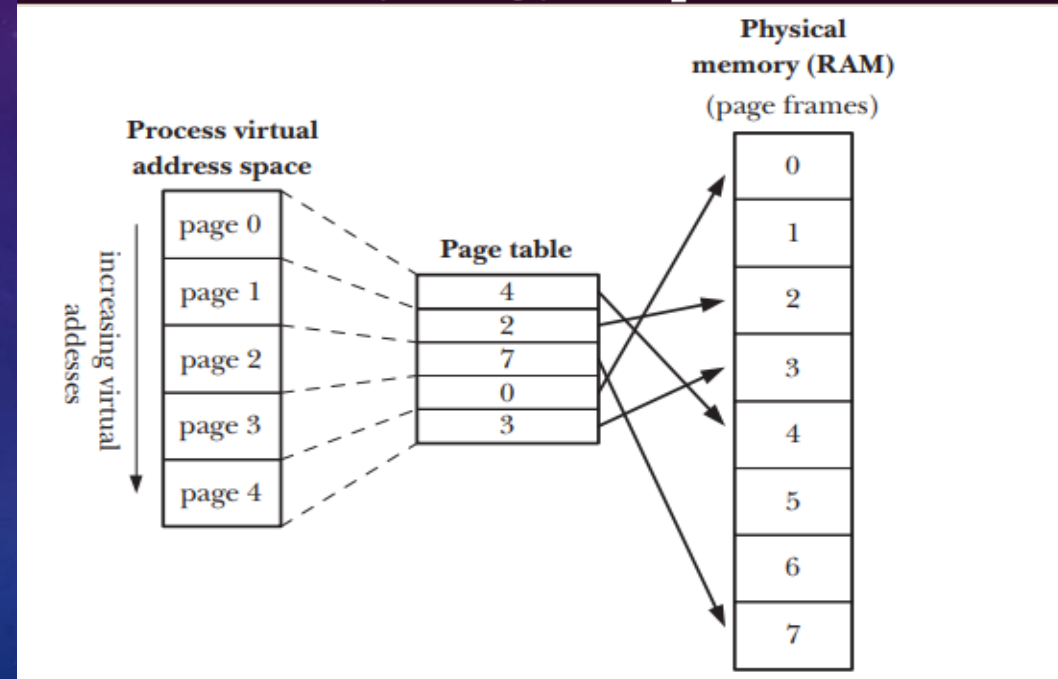 Physical
memory (RAM)
(page frames)
Process virtual
address space
increasing virtual
addesses
page 0
page 1
page 2
page 3
page 4
Page table
4
2
7
0
3
0
1
2
3
4
5
6
7